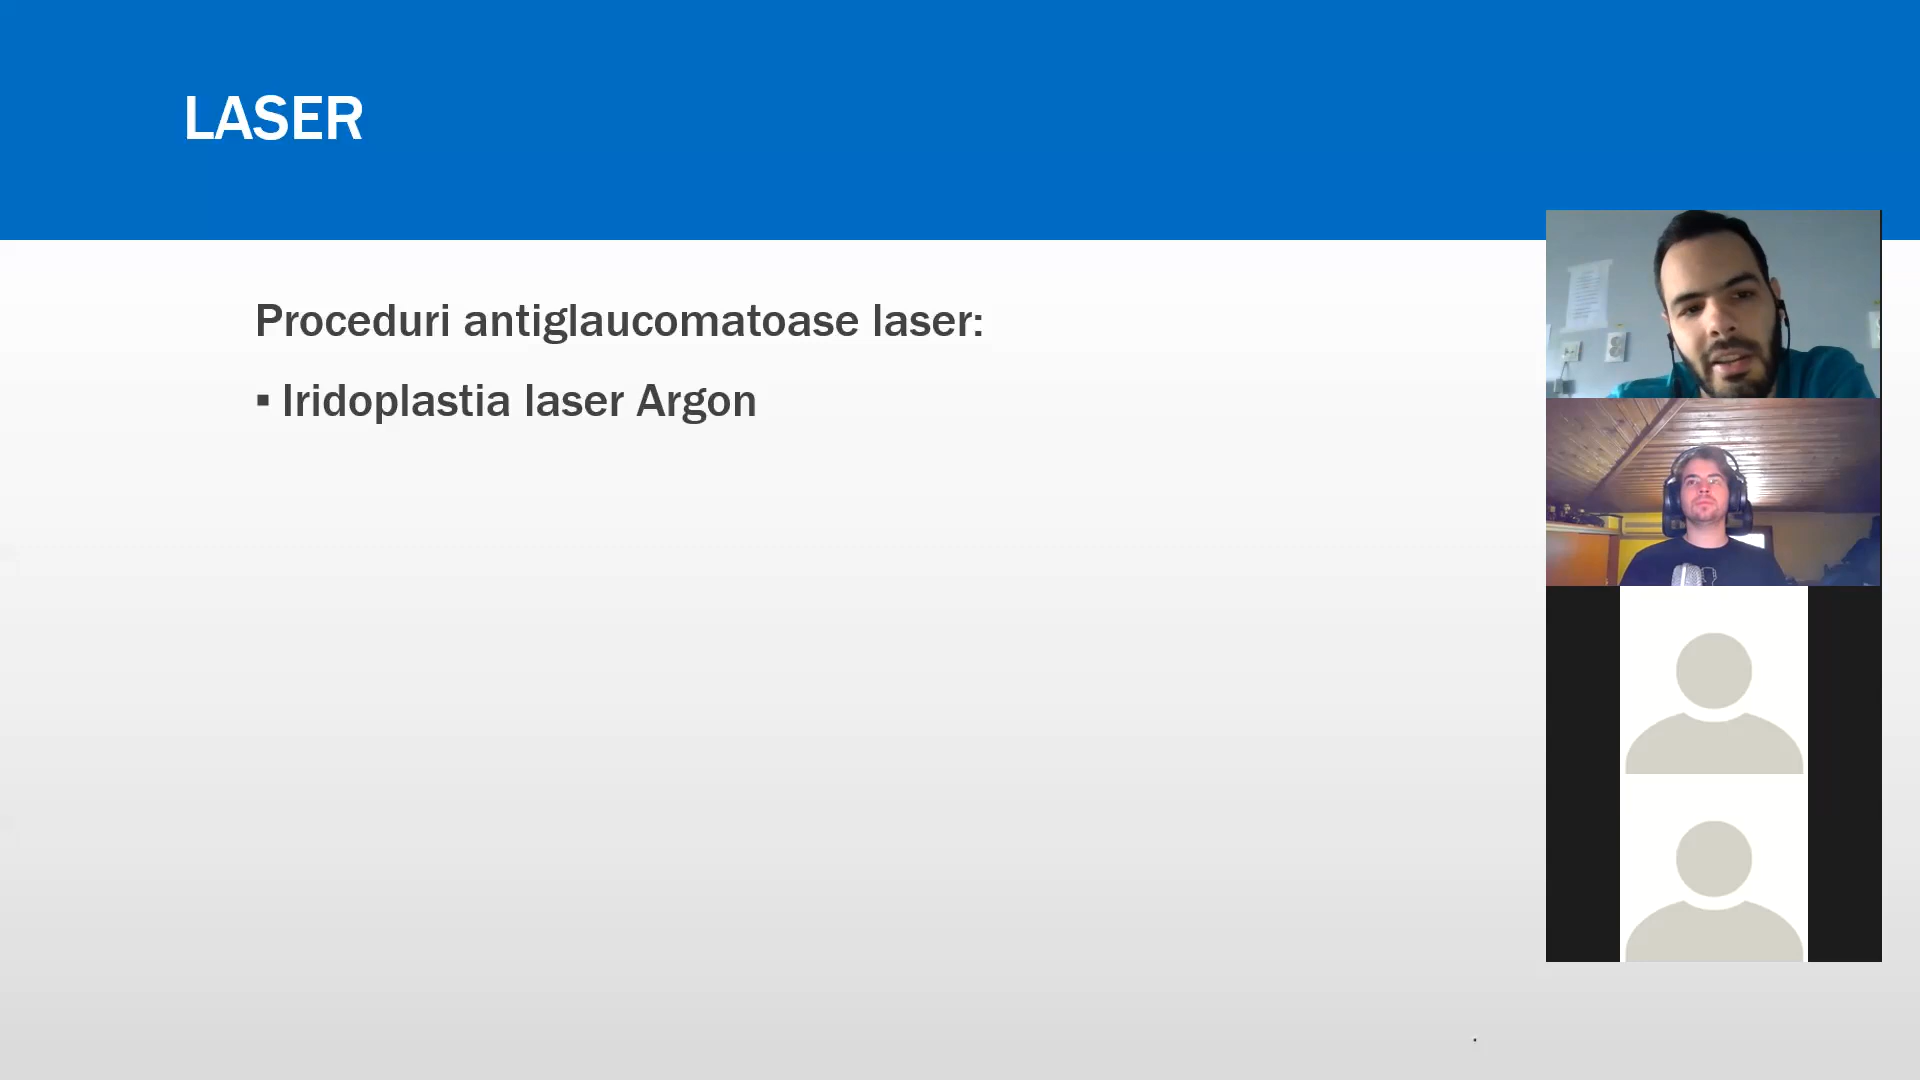 LASER
Proceduri antiglaucomatoase laser:
▪ Iridoplastia laser Argon